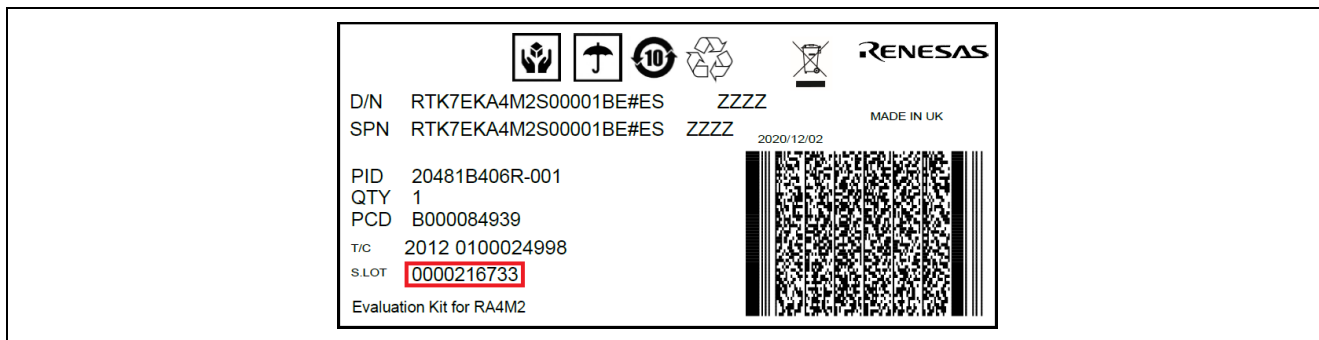 10
RENESAS
D/N RTK7EKA4M2S00001BE#ES ZZZZ
MADE IN UK
SPN RTK7EKA4M2S00001BE#ES ZZZZ
2020/12/02
PID 20481B406R-001
QTY 1
PCD B000084939
T/C 2012 0100024998
S.LOT 0000216733
Evaluation Kit for RA4M2